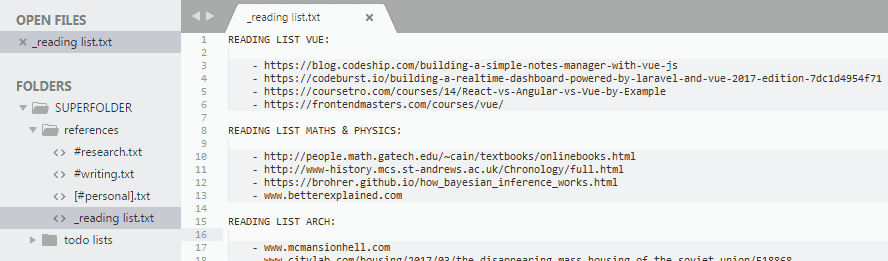 OPEN FILES
_reading list.txt
FOLDERS
SUPERFOLDER
references
#research.txt
#writing.txt
[#personal].txt
_reading list.txt
todo lists
_reading list.txt
1 READING LIST VUE:
2
3 - https://blog.codeship.com/building-a-simple-notes-manager-with-vue-js
4 - https://codeburst.io/building-a-realtime-dashboard-powered-by-laravel-and-vue-2017-edition-7dc1d4954f71
5 - https://coursetro.com/courses/14/React-vs-Angular-vs-Vue-by-Example
6 - https://frontendmasters.com/courses/vue/
7
8 READING LIST MATHS & PHYSICS:
9
10 - http://people.math.gatech.edu/~cain/textbooks/onlinebooks.html
11 - http://www-history.mcs.st-andrews.ac.uk/Chronology/full.html
12 - https://brohrer.github.io/how_bayesian_inference_works.html
13 - www.betterexplained.com
14
15 READING LIST ARCH:
16
17 - www.mcmansionhell.com
18 - www.citylab.com/housing/2017/03/the-disappearing-mass-housing-of-the-soviet-union/518868